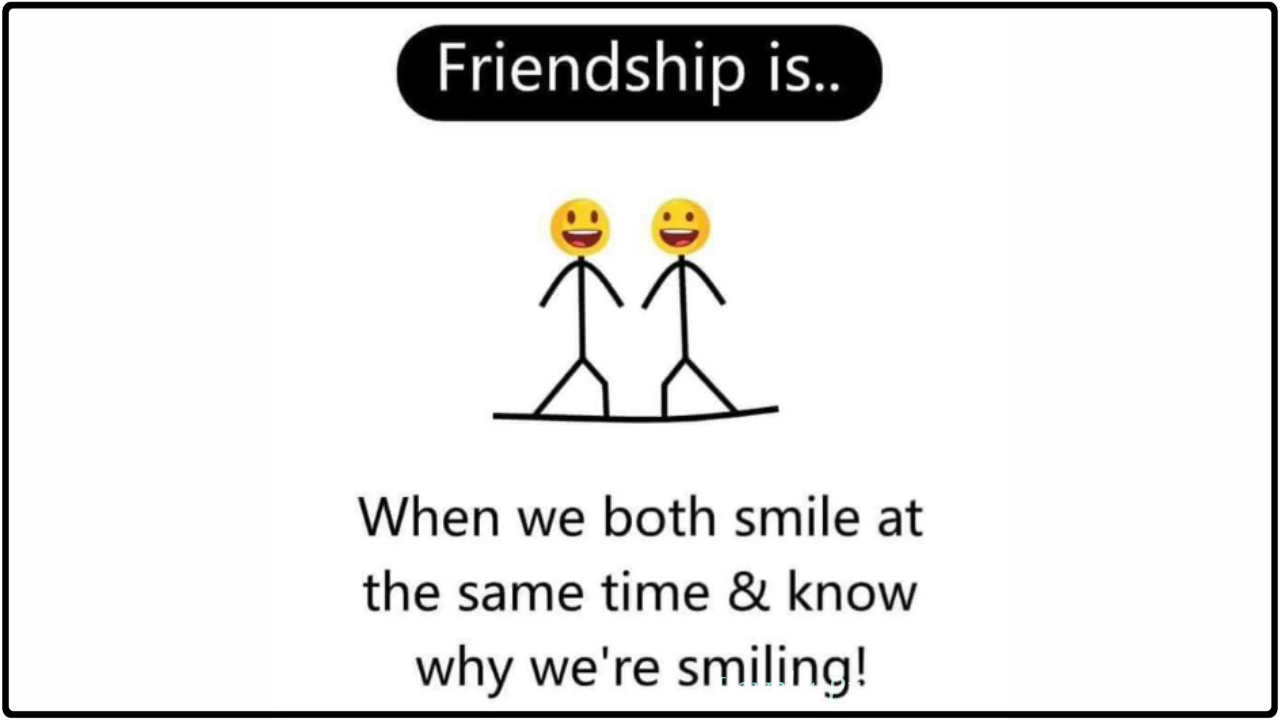 Friendship is..
When we both smile at
the same time & know
why we're smiling!